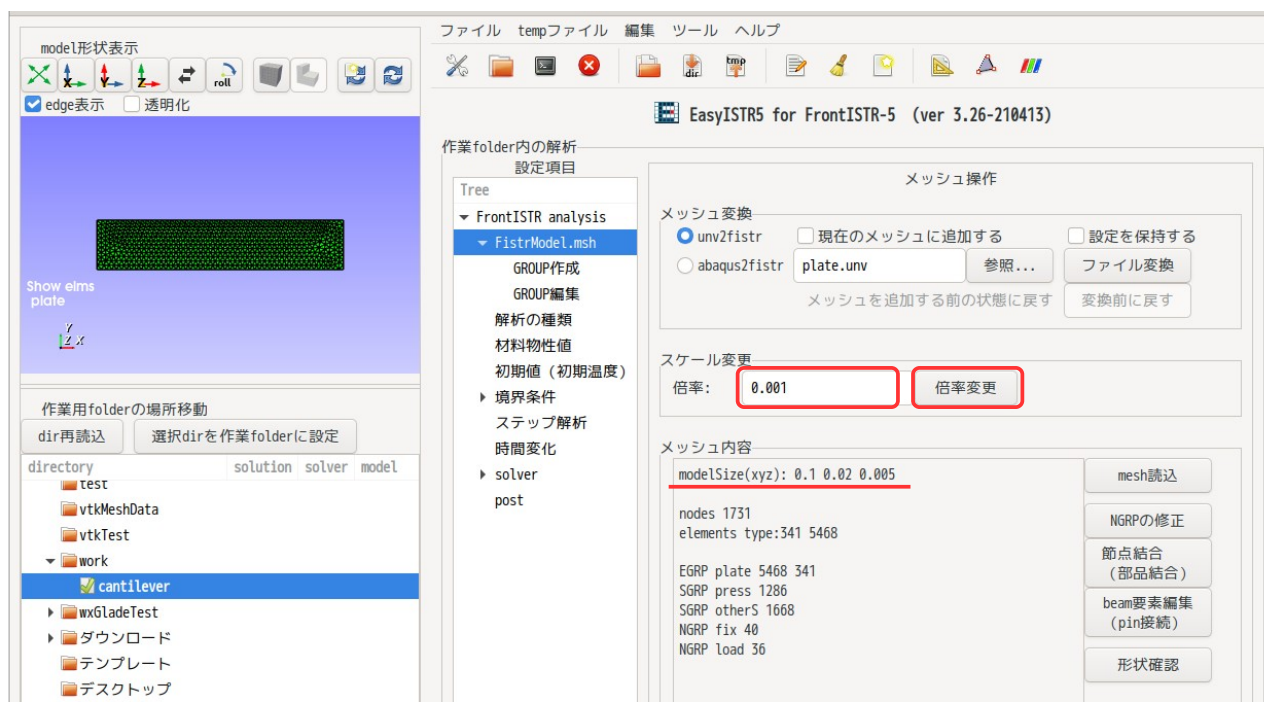 model形状表示
X Y Z roll
edge表示 透明化
Show elms
plate
Y
Z X
作業用folderの場所移動
dir再読込 選択dirを作業folderに設定
directory solution solver model
test
vtkMeshData
vtkTest
work
cantilever
wxGladeTest
ダウンロード
テンプレート
デスクトップ
ファイル tempファイル 編集 ツール ヘルプ
dir tmp
EasyISTR5 for FrontISTR-5 (ver 3.26-210413)
作業folder内の解析
設定項目
Tree
FrontISTR analysis
FistrModel.msh
GROUP作成
GROUP編集
解析の種類
材料物性値
初期値(初期温度)
境界条件
ステップ解析
時間変化
solver
post
メッシュ操作
メッシュ変換
unv2fistr 現在のメッシュに追加する 設定を保持する
abaqus2fistr plate.unv 参照... ファイル変換
メッシュを追加する前の状態に戻す 変換前に戻す
スケール変更
倍率: 0.001 倍率変更
メッシュ内容
modelSize(xyz): 0.1 0.02 0.005
nodes 1731
elements type:341 5468
EGRP plate 5468 341
SGRP press 1286
SGRP otherS 1668
NGRP fix 40
NGRP load 36
mesh読込
NGRPの修正
節点結合
(部品結合)
beam要素編集
(pin接続)
形状確認